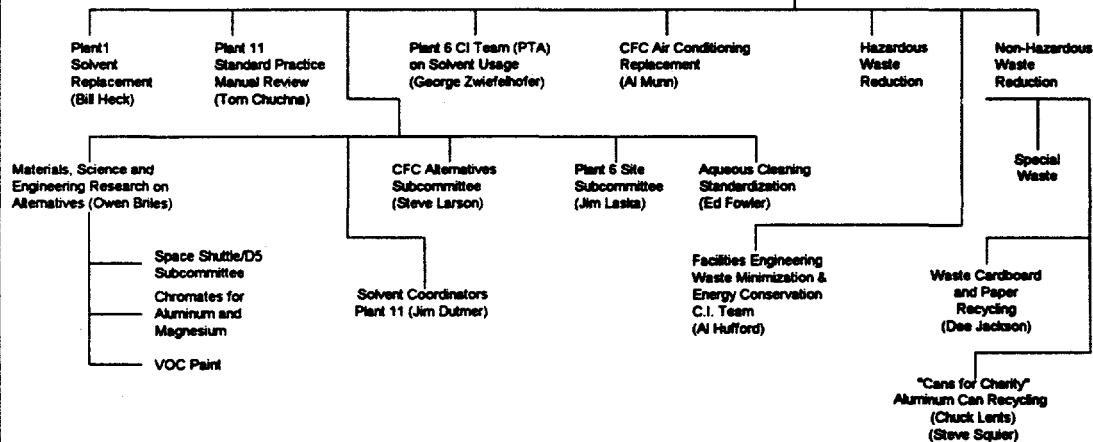 Plant1
Solvent
Replacement
(Bill Heck)
Plant 11
Standard Practice
Manual Review
(Tom Chuchna)
Plant 6 CI Team (PTA)
on Solvent Usage
(George Zwiefelhofer)
CFC Air Conditioning
Replacement
(Al Munn)
Hazardous
Waste
Reduction
Non-Hazardous
Waste
Reduction
Materials, Science and
Engineering Research on
Alternatives (Owen Briles)
CFC Alternatives
Subcommittee
(Steve Larson)
Plant 6 Site
Subcommittee
(Jim Laska)
Aqueous Cleaning
Standardization
(Ed Fowler)
Special
Waste
Space Shuttle/D5
Subcommittee
Chromates for
Aluminum and
Magnesium
VOC Paint
Solvent Coordinators
Plant 11 (Jim Dutmer)
Facilities Engineering
Waste Minimization &
Energy Conservation
C.I. Team
(Al Hufford)
Waste Cardboard
and Paper
Recycling
(Dee Jackson)
"Cans for Charity"
Aluminum Can Recycling
(Chuck Lents)
(Steve Squier)